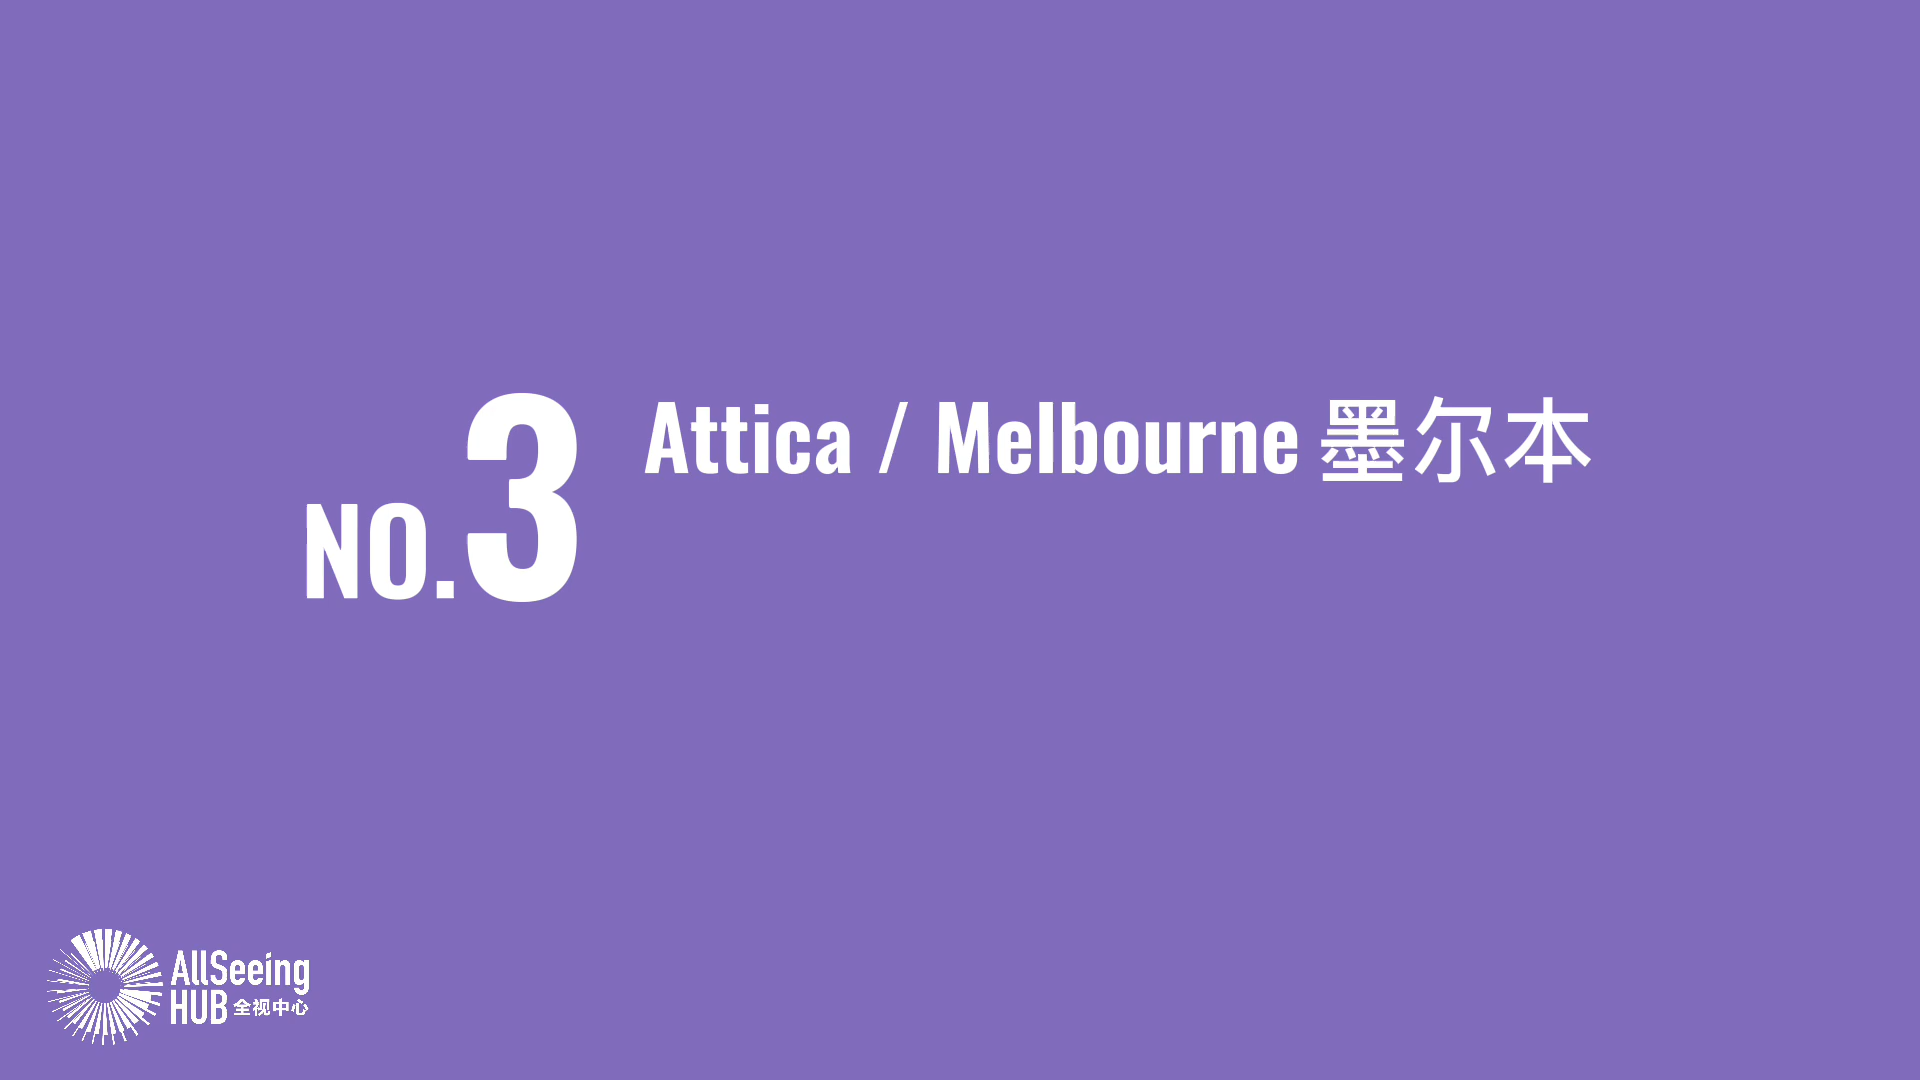 NO.3
Attica / Melbourne 墨尔本
AllSeeing
HUB 全视中心